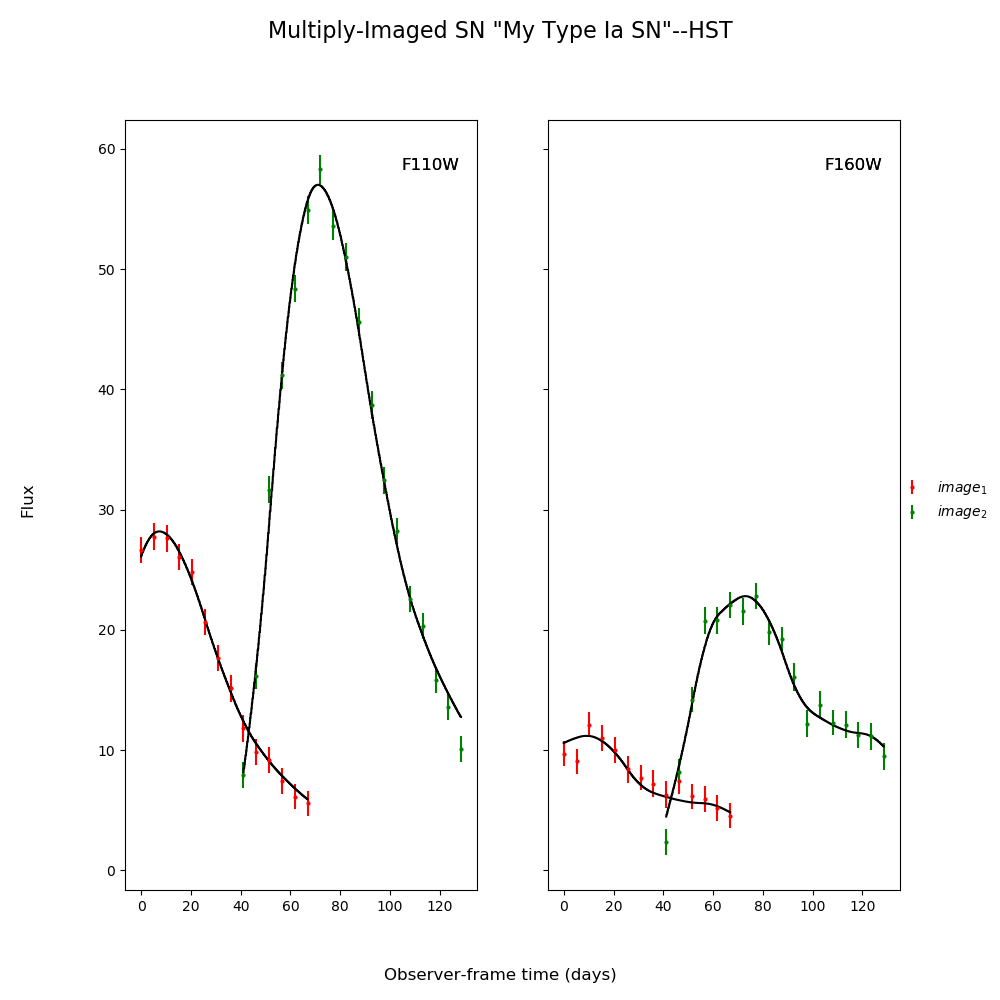 Multiply-Imaged SN "My Type Ia SN"--HST
F110W
F160W
60
50
40
30
20
10
0
Flux
0 20 40 60 80 100 120
0 20 40 60 80 100 120
image1
image2
Observer-frame time (days)